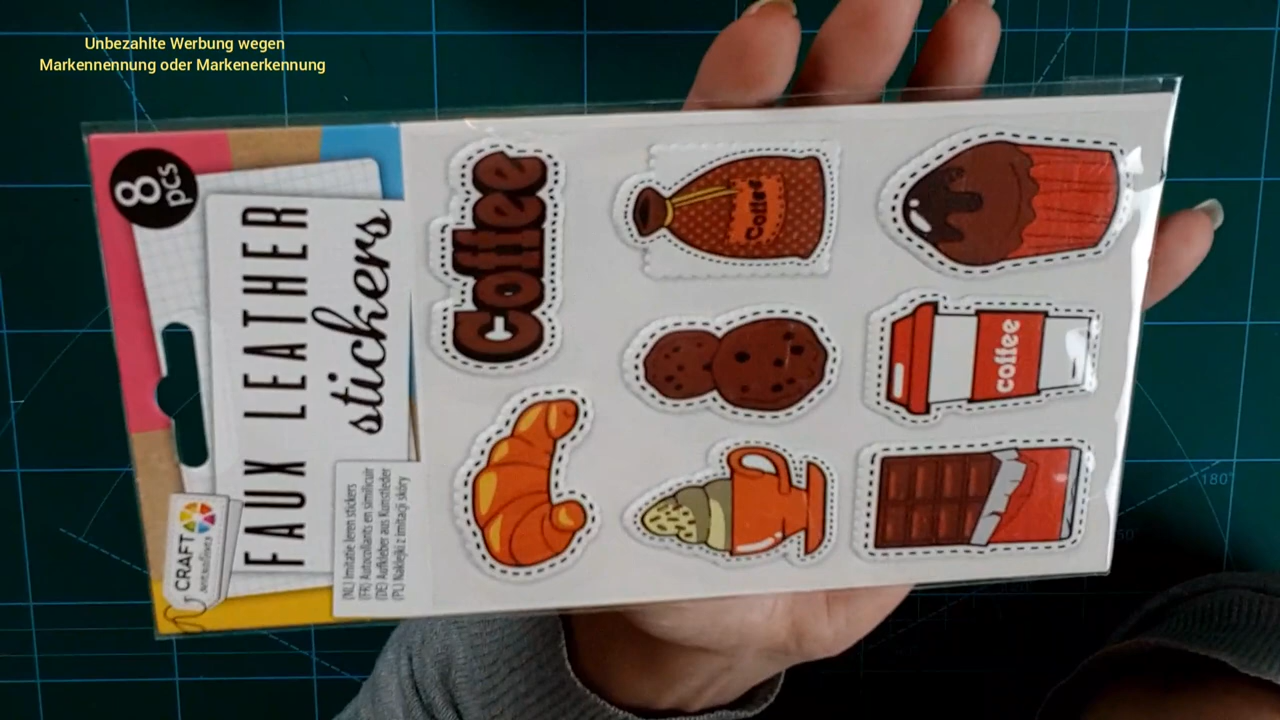 Unbezahlte Werbung wegen
Markennennung oder Markenerkennung
8
pcs
FAUX LEATHER
stickers
CRAFT
sensations
(NL) Imitatie leren stickers
(FR) Autocollants en similicuir
(DE) Aufkleber aus Kunstleder
(PL) Naklejki z imitacji skóry
Coffee
Coffee
coffee